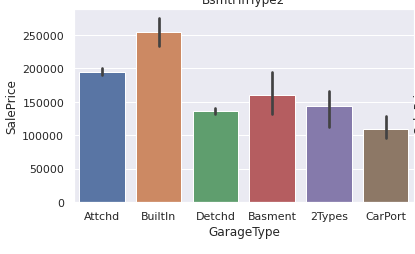 BsmtFinType2
250000
200000
150000
100000
50000
0
SalePrice
Attchd BuiltIn Detchd Basment 2Types CarPort
GarageType